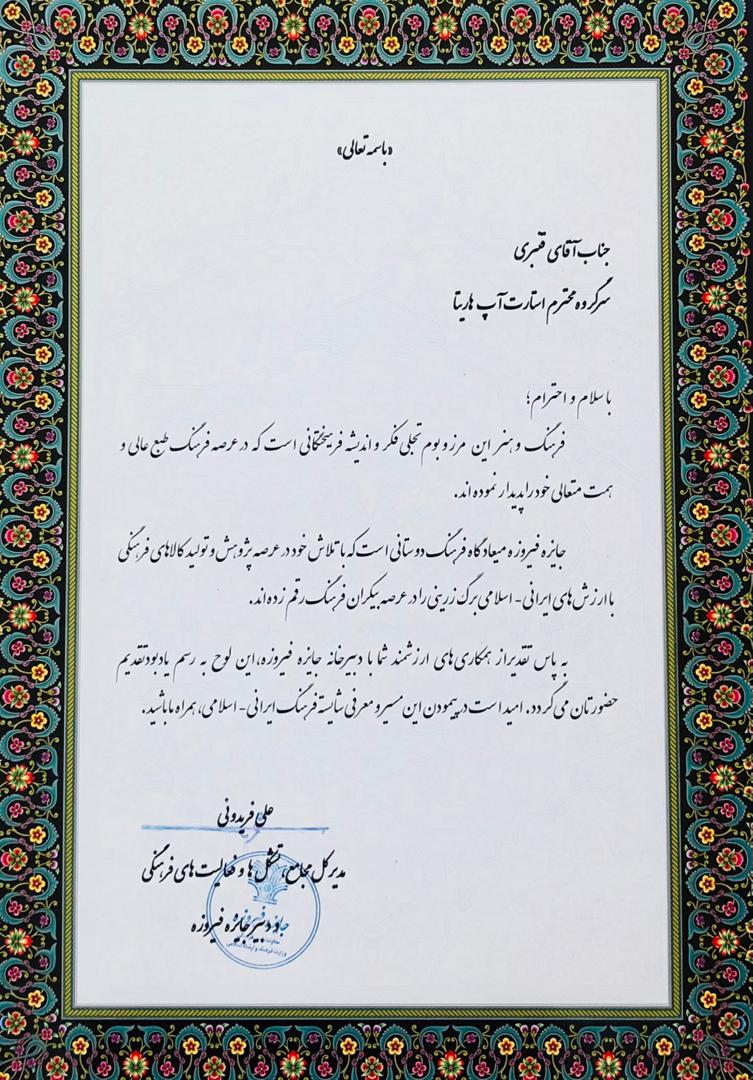 «باسمه تعالی»
جناب آقای قنبری
سرگروه محترم استارت آپ هاریتا
با سلام و احترام؛
فرهنگ و هنر این مرز و بوم تجلی فکر و اندیشه فرهیختگانی است که در عرصه فرهنگ طبع عالی و
همت متعالی خود را پدیدار نموده اند.
جایزه فیروزه میعادگاه فرهنگ دوستانی است که با تلاش خود در عرصه پژوهش و تولید کالاهای فرهنگی
با ارزش های ایرانی - اسلامی برگ زرینی را در عرصه بیکران فرهنگ رقم زده اند.
به پاس تقدیر از همکاری های ارزشمند شما با دبیرخانه جایزه فیروزه، این لوح به رسم یادبود تقدیم
حضورتان می گردد. امید است در پیمودن این مسیر و معرفی شایسته فرهنگ ایرانی - اسلامی، همراه ما باشید.
علی فریدونی
مدیر کل مجامع، تشکل ها و فعالیت های فرهنگی
و دبیر جایزه فیروزه
جایزه فیروزه
وزارت فرهنگ و ارشاد اسلامی